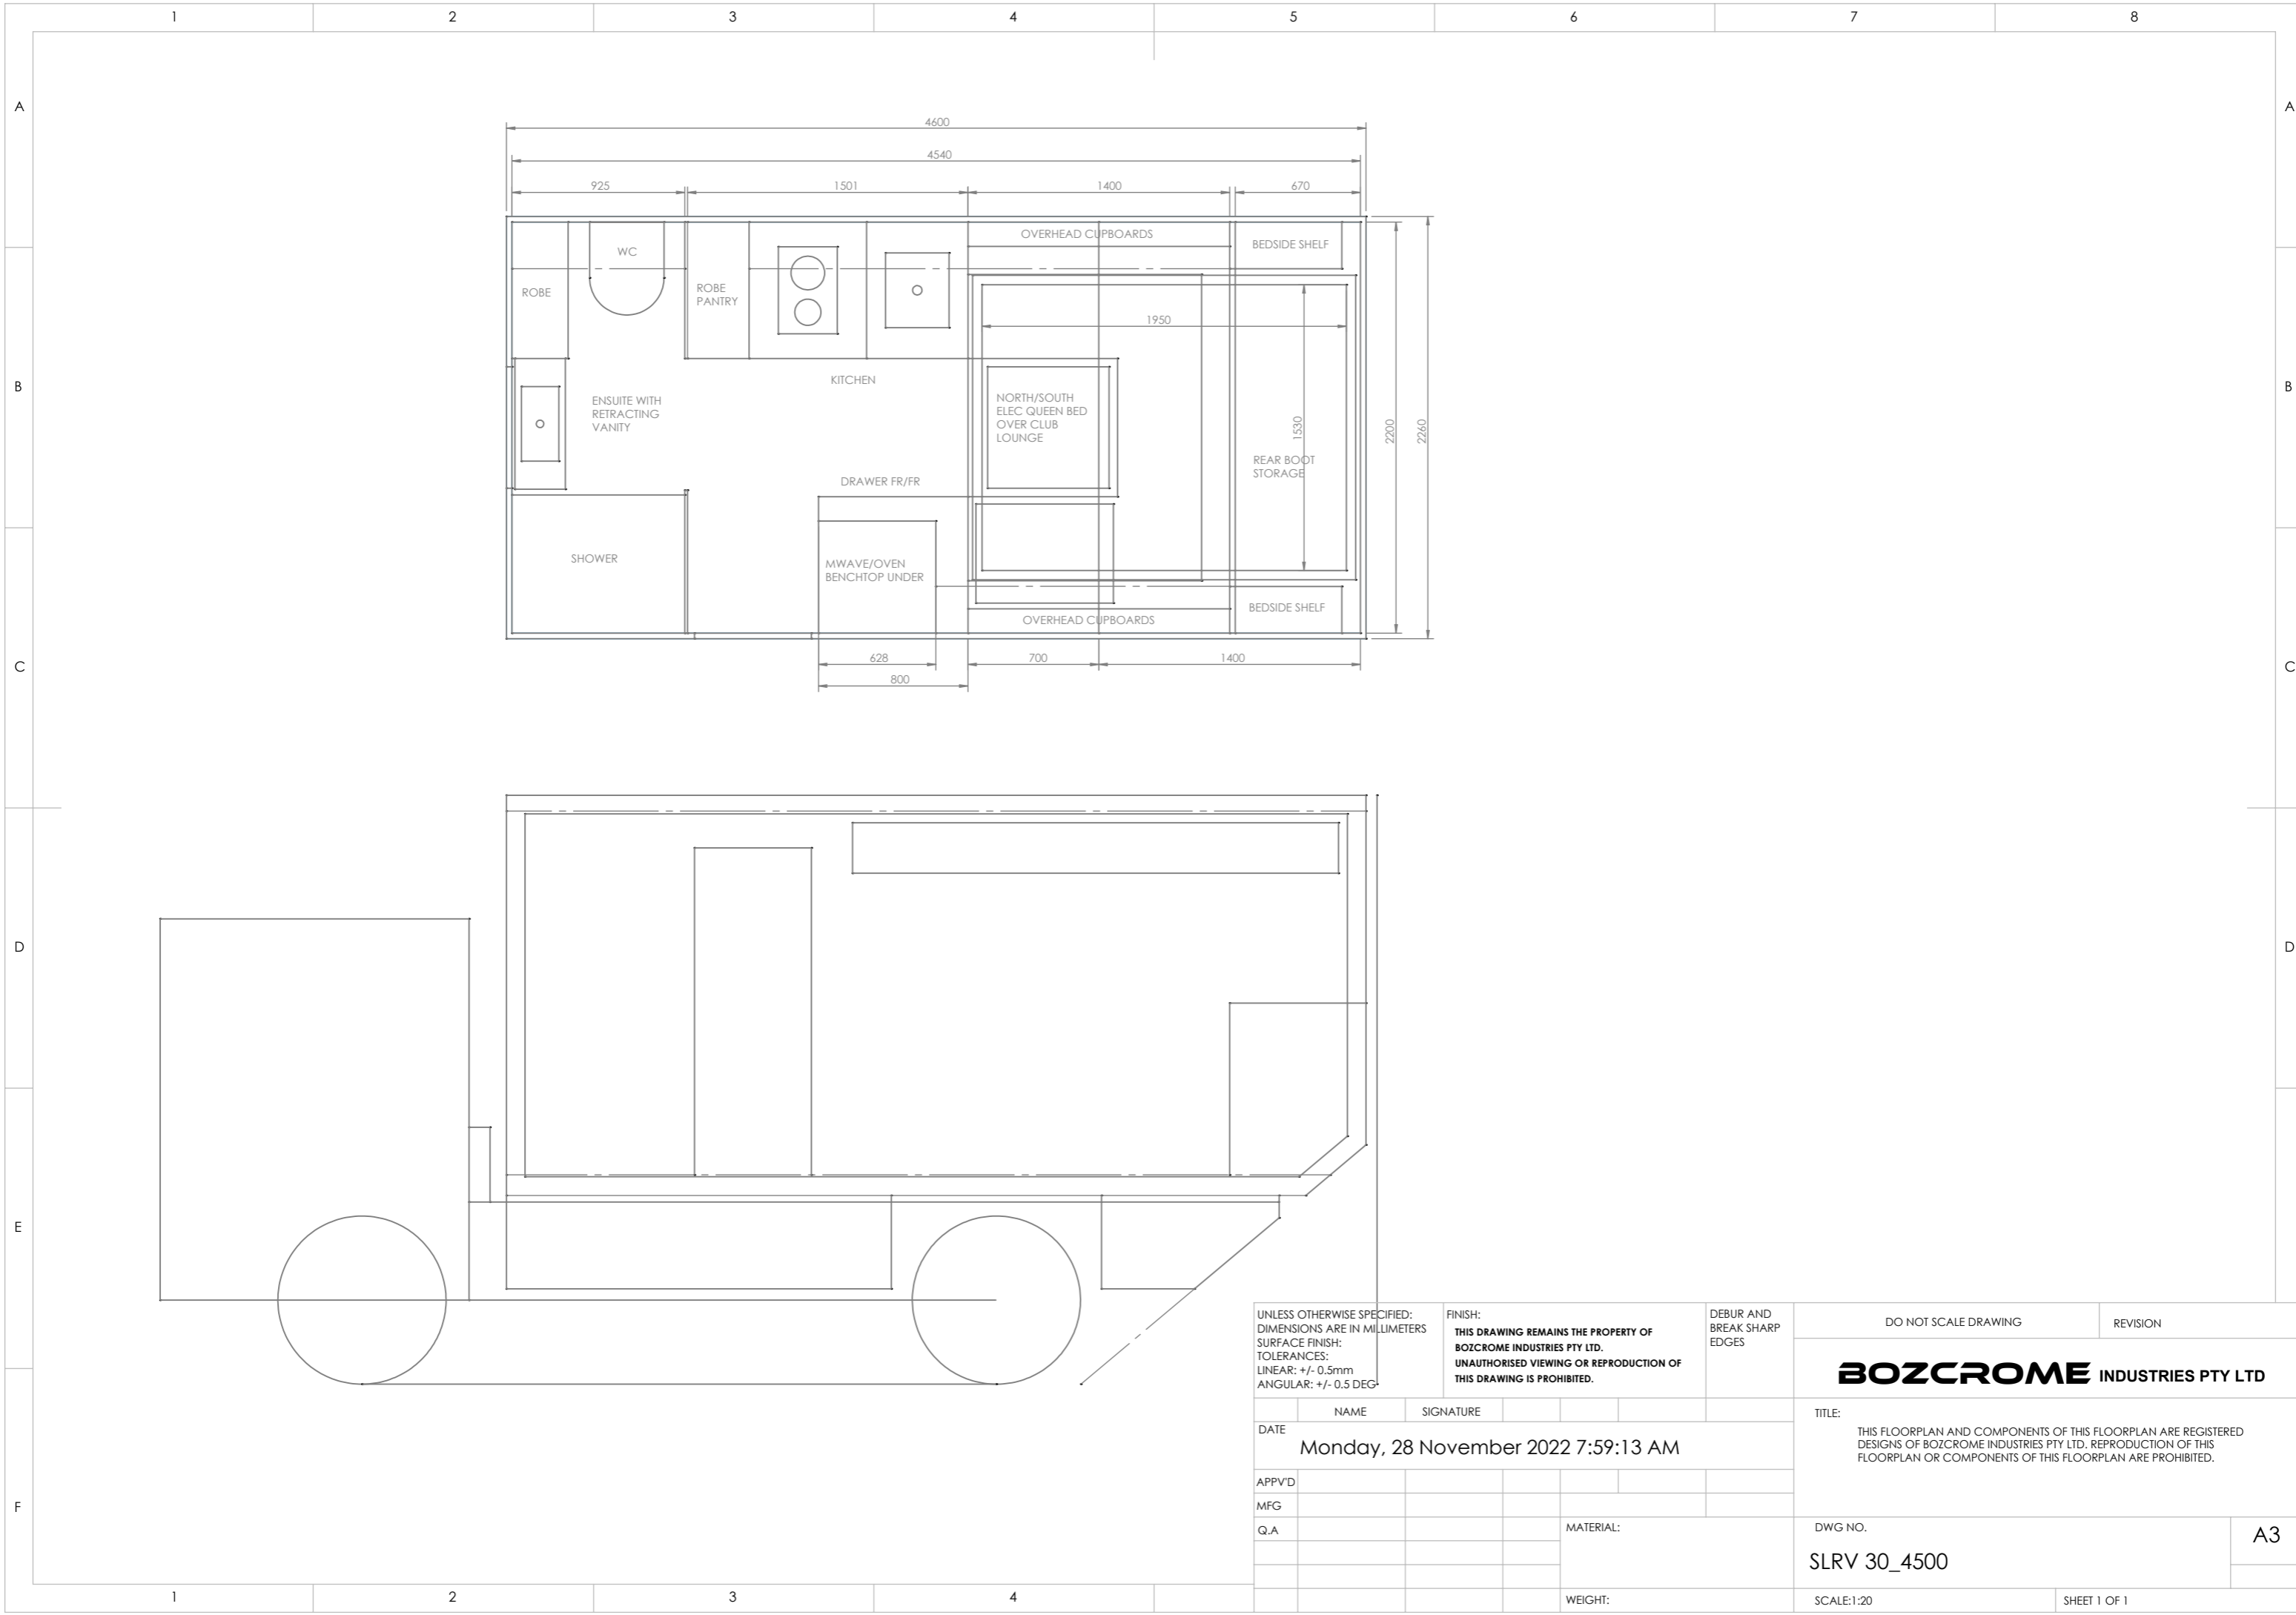 1 2 3 4 5 6 7 8
A A
4600
4540
925 1501 1400 670
OVERHEAD CUPBOARDS
BEDSIDE SHELF
WC
ROBE
ROBE
PANTRY
1950
B B
KITCHEN
ENSUITE WITH
RETRACTING
VANITY
NORTH/SOUTH
ELEC QUEEN BED
OVER CLUB
LOUNGE
1530
2200
2260
REAR BOOT
STORAGE
DRAWER FR/FR
SHOWER
MWAVE/OVEN
BENCHTOP UNDER
BEDSIDE SHELF
OVERHEAD CUPBOARDS
C C
628 700 1400
800
D D
E
UNLESS OTHERWISE SPECIFIED:
DIMENSIONS ARE IN MILLIMETERS
SURFACE FINISH:
TOLERANCES:
LINEAR: +/- 0.5mm
ANGULAR: +/- 0.5 DEG
FINISH:
THIS DRAWING REMAINS THE PROPERTY OF
BOZCROME INDUSTRIES PTY LTD.
UNAUTHORISED VIEWING OR REPRODUCTION OF
THIS DRAWING IS PROHIBITED.
DEBUR AND
BREAK SHARP
EDGES
DO NOT SCALE DRAWING
REVISION
BOZCROME INDUSTRIES PTY LTD
NAME SIGNATURE
DATE
Monday, 28 November 2022 7:59:13 AM
TITLE:
THIS FLOORPLAN AND COMPONENTS OF THIS FLOORPLAN ARE REGISTERED
DESIGNS OF BOZCROME INDUSTRIES PTY LTD. REPRODUCTION OF THIS
FLOORPLAN OR COMPONENTS OF THIS FLOORPLAN ARE PROHIBITED.
APPV'D
MFG
F
Q.A
MATERIAL:
DWG NO.
SLRV 30_4500
A3
WEIGHT:
SCALE:1:20
SHEET 1 OF 1
1 2 3 4